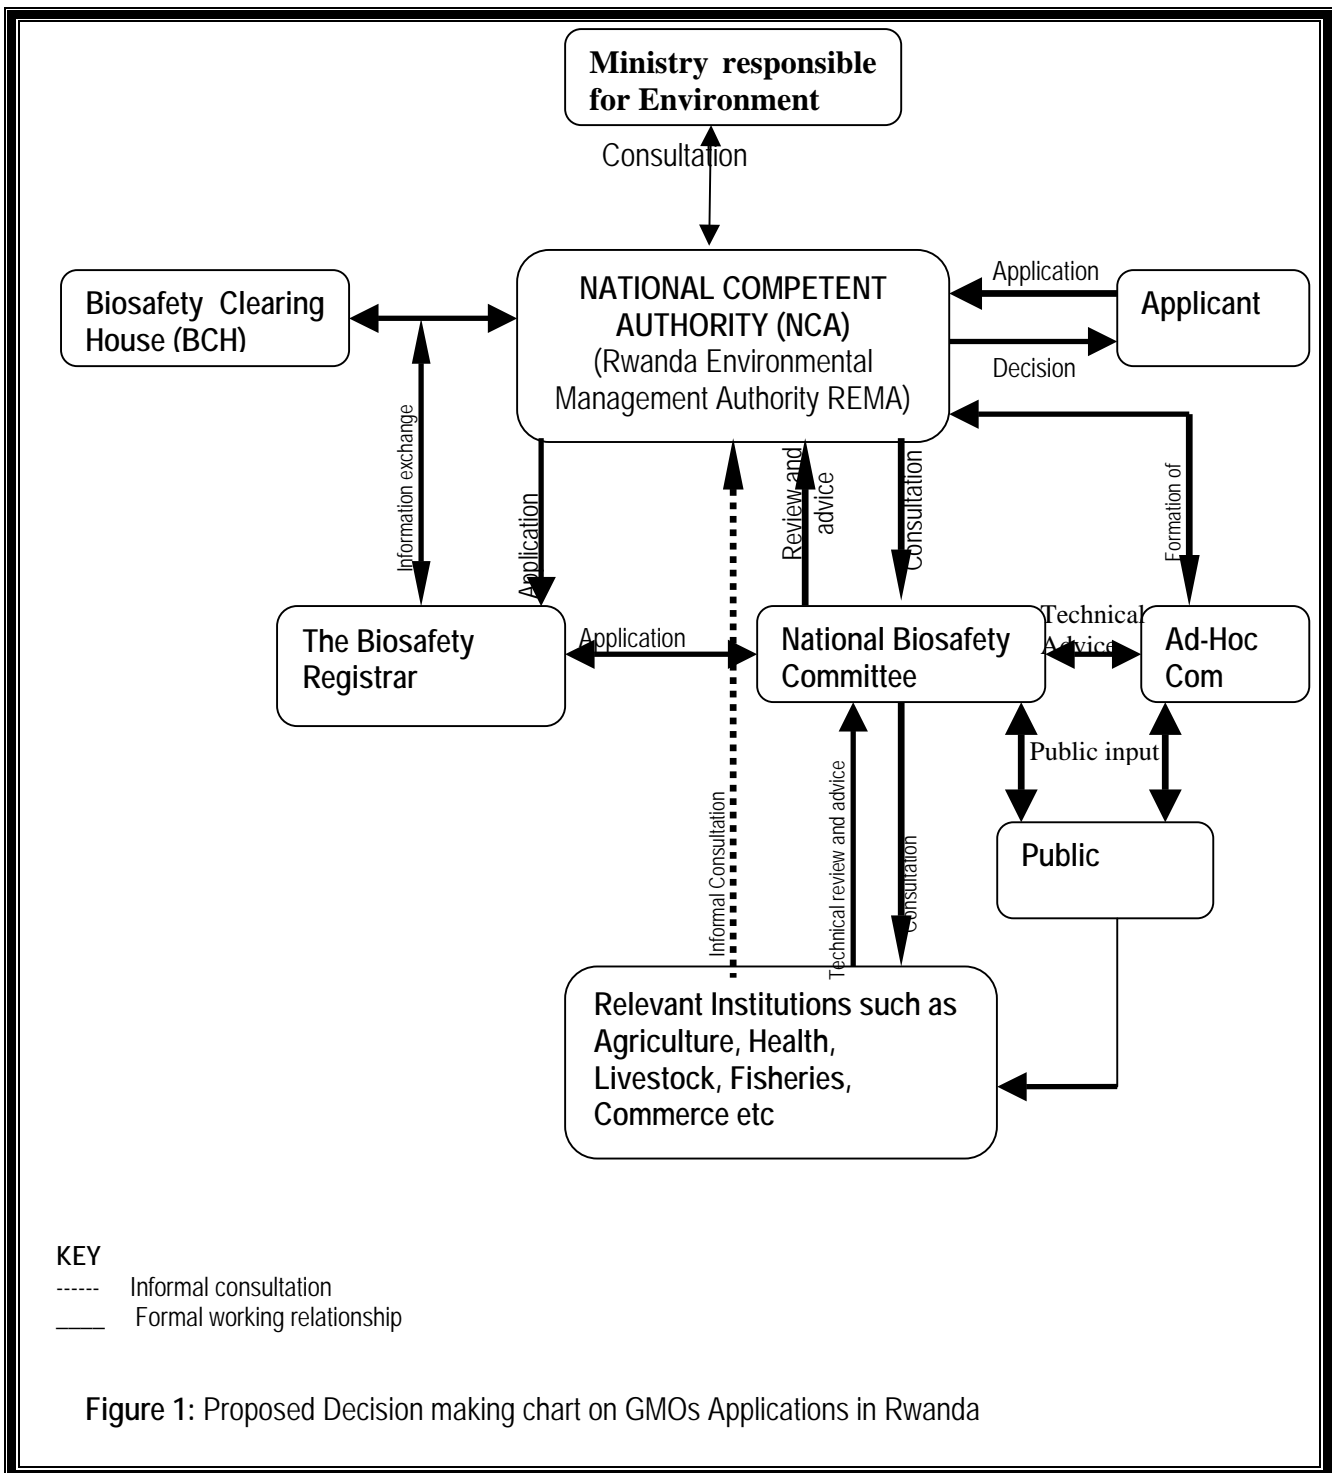 Ministry responsible
for Environment
Consultation
Biosafety Clearing
House (BCH)
NATIONAL COMPETENT
AUTHORITY (NCA)
(Rwanda Environmental
Management Authority REMA)
Application
Applicant
Decision
Information exchange
Application
Review and
advice
Consultation
Formation of
The Biosafety
Registrar
Application
National Biosafety
Committee
Technical
Advice
Ad-Hoc
Com
Public input
Public
Informal Consultation
Technical review and advice
Consultation
Relevant Institutions such as
Agriculture, Health,
Livestock, Fisheries,
Commerce etc
KEY
------ Informal consultation
____ Formal working relationship
Figure 1: Proposed Decision making chart on GMOs Applications in Rwanda